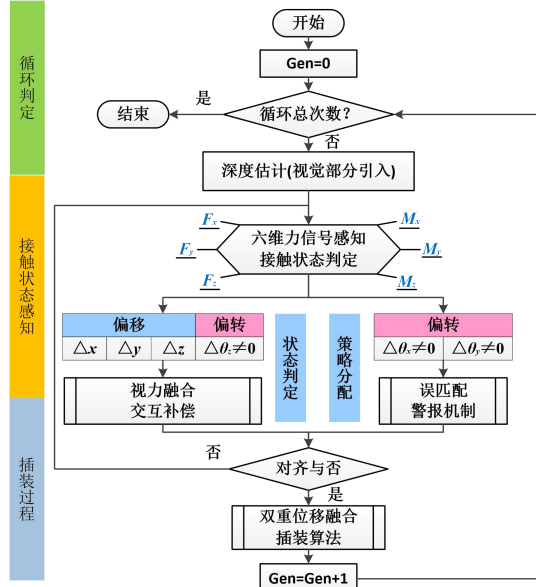 循环判定
接触状态感知
插装过程
开始
Gen=0
循环总次数?
是
结束
否
深度估计(视觉部分引入)
Fx
Fy
Fz
六维力信号感知
接触状态判定
Mx
My
Mz
偏移
偏转
△x
△y
△z
△θz≠0
状态判定
策略分配
偏转
△θx≠0
△θy≠0
视力融合
交互补偿
误匹配
警报机制
否
对齐与否
是
双重位移融合
插装算法
Gen=Gen+1